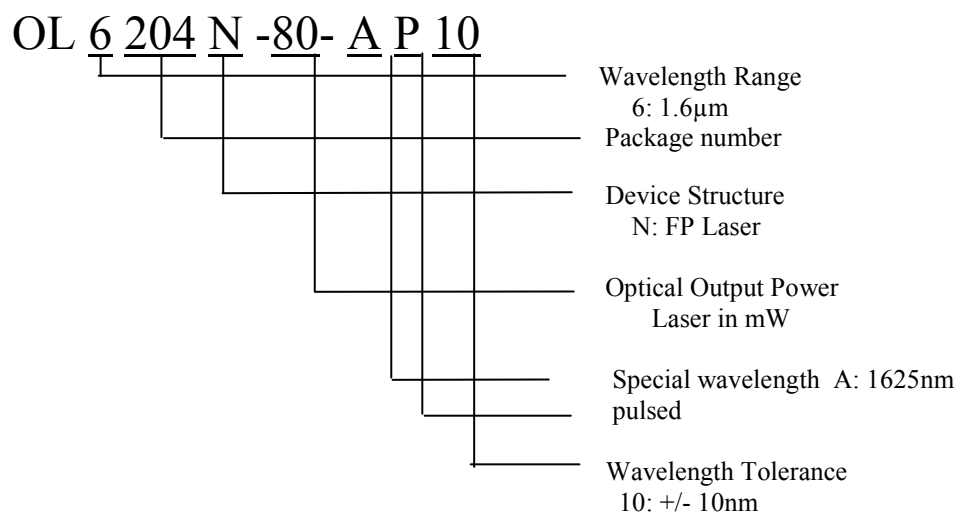 OL 6 204 N -80- A P 10
Wavelength Range
6: 1.6µm
Package number
Device Structure
N: FP Laser
Optical Output Power
Laser in mW
Special wavelength A: 1625nm
pulsed
Wavelength Tolerance
10: +/- 10nm